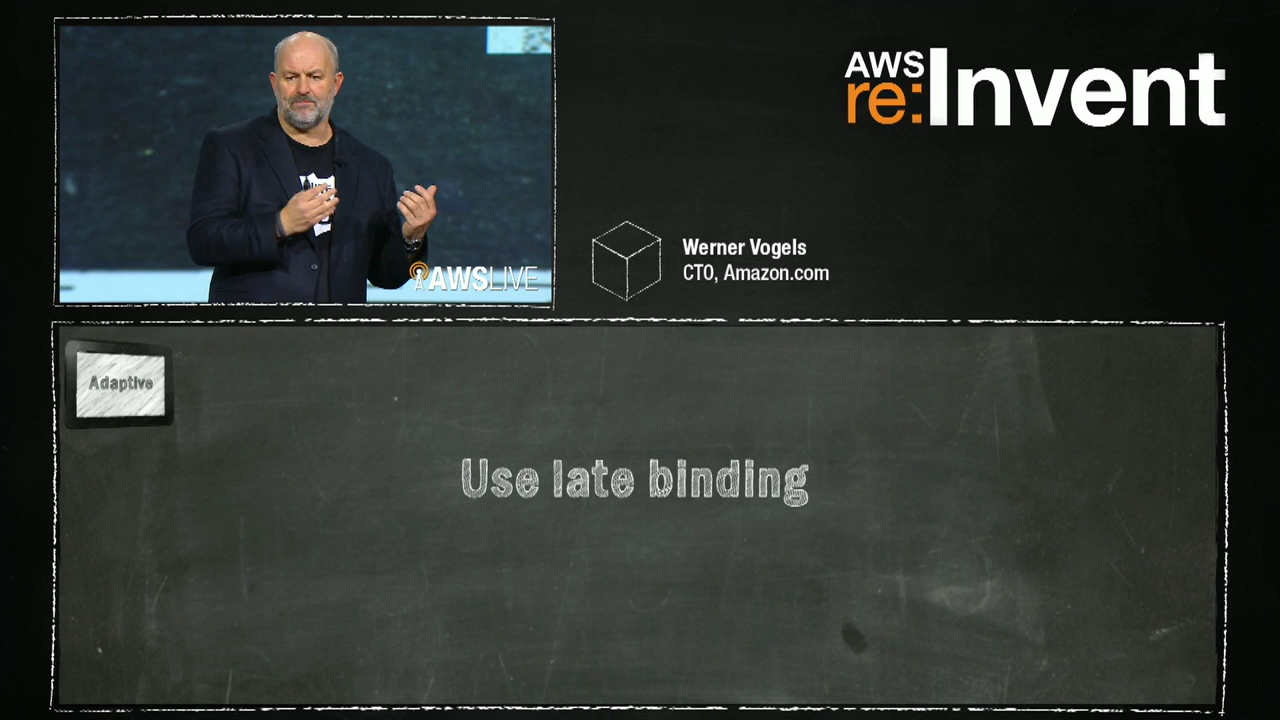 AWS
re:Invent
AWSLIVE
Werner Vogels
CTO, Amazon.com
Adaptive
Use late binding